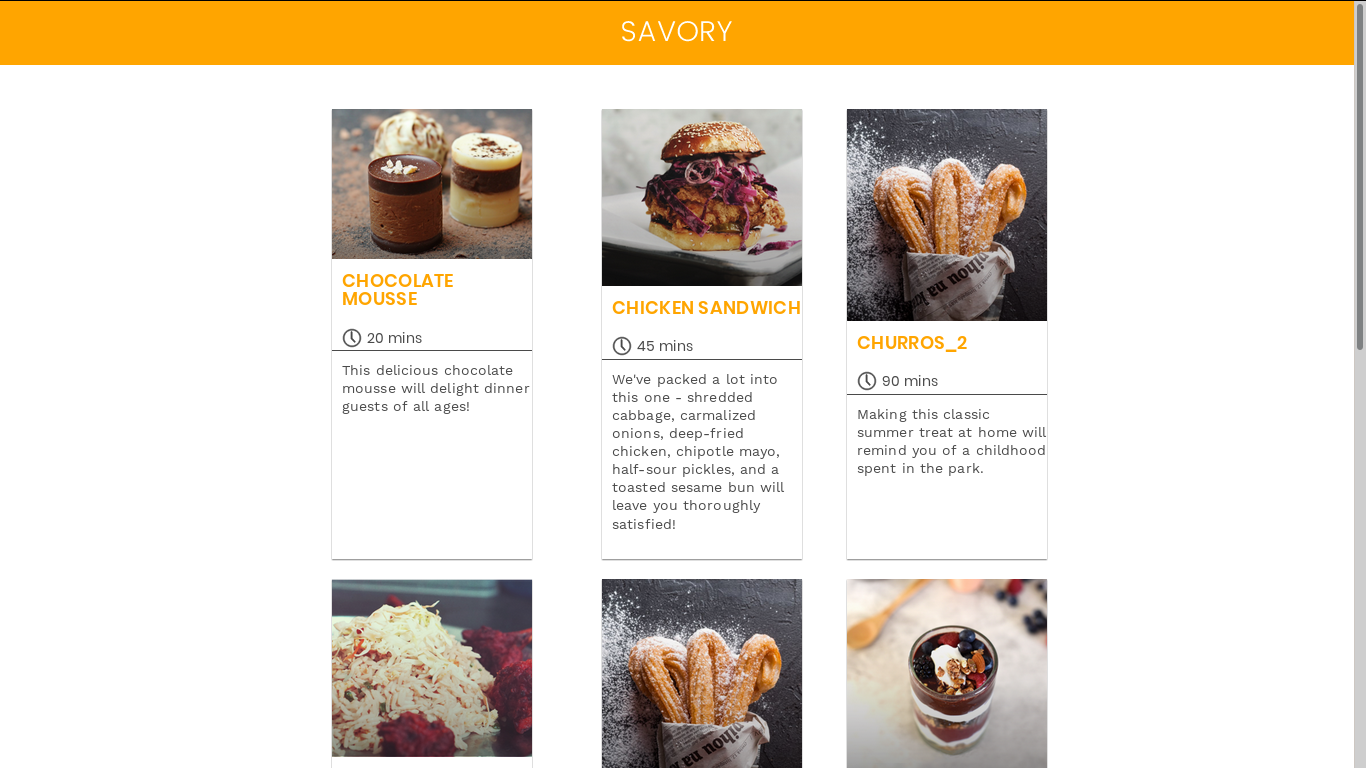 SAVORY
CHOCOLATE
MOUSSE
20 mins
This delicious chocolate
mousse will delight dinner
guests of all ages!
CHICKEN SANDWICH
45 mins
We've packed a lot into
this one - shredded
cabbage, carmalized
onions, deep-fried
chicken, chipotle mayo,
half-sour pickles, and a
toasted sesame bun will
leave you thoroughly
satisfied!
CHURROS_2
90 mins
Making this classic
summer treat at home will
remind you of a childhood
spent in the park.